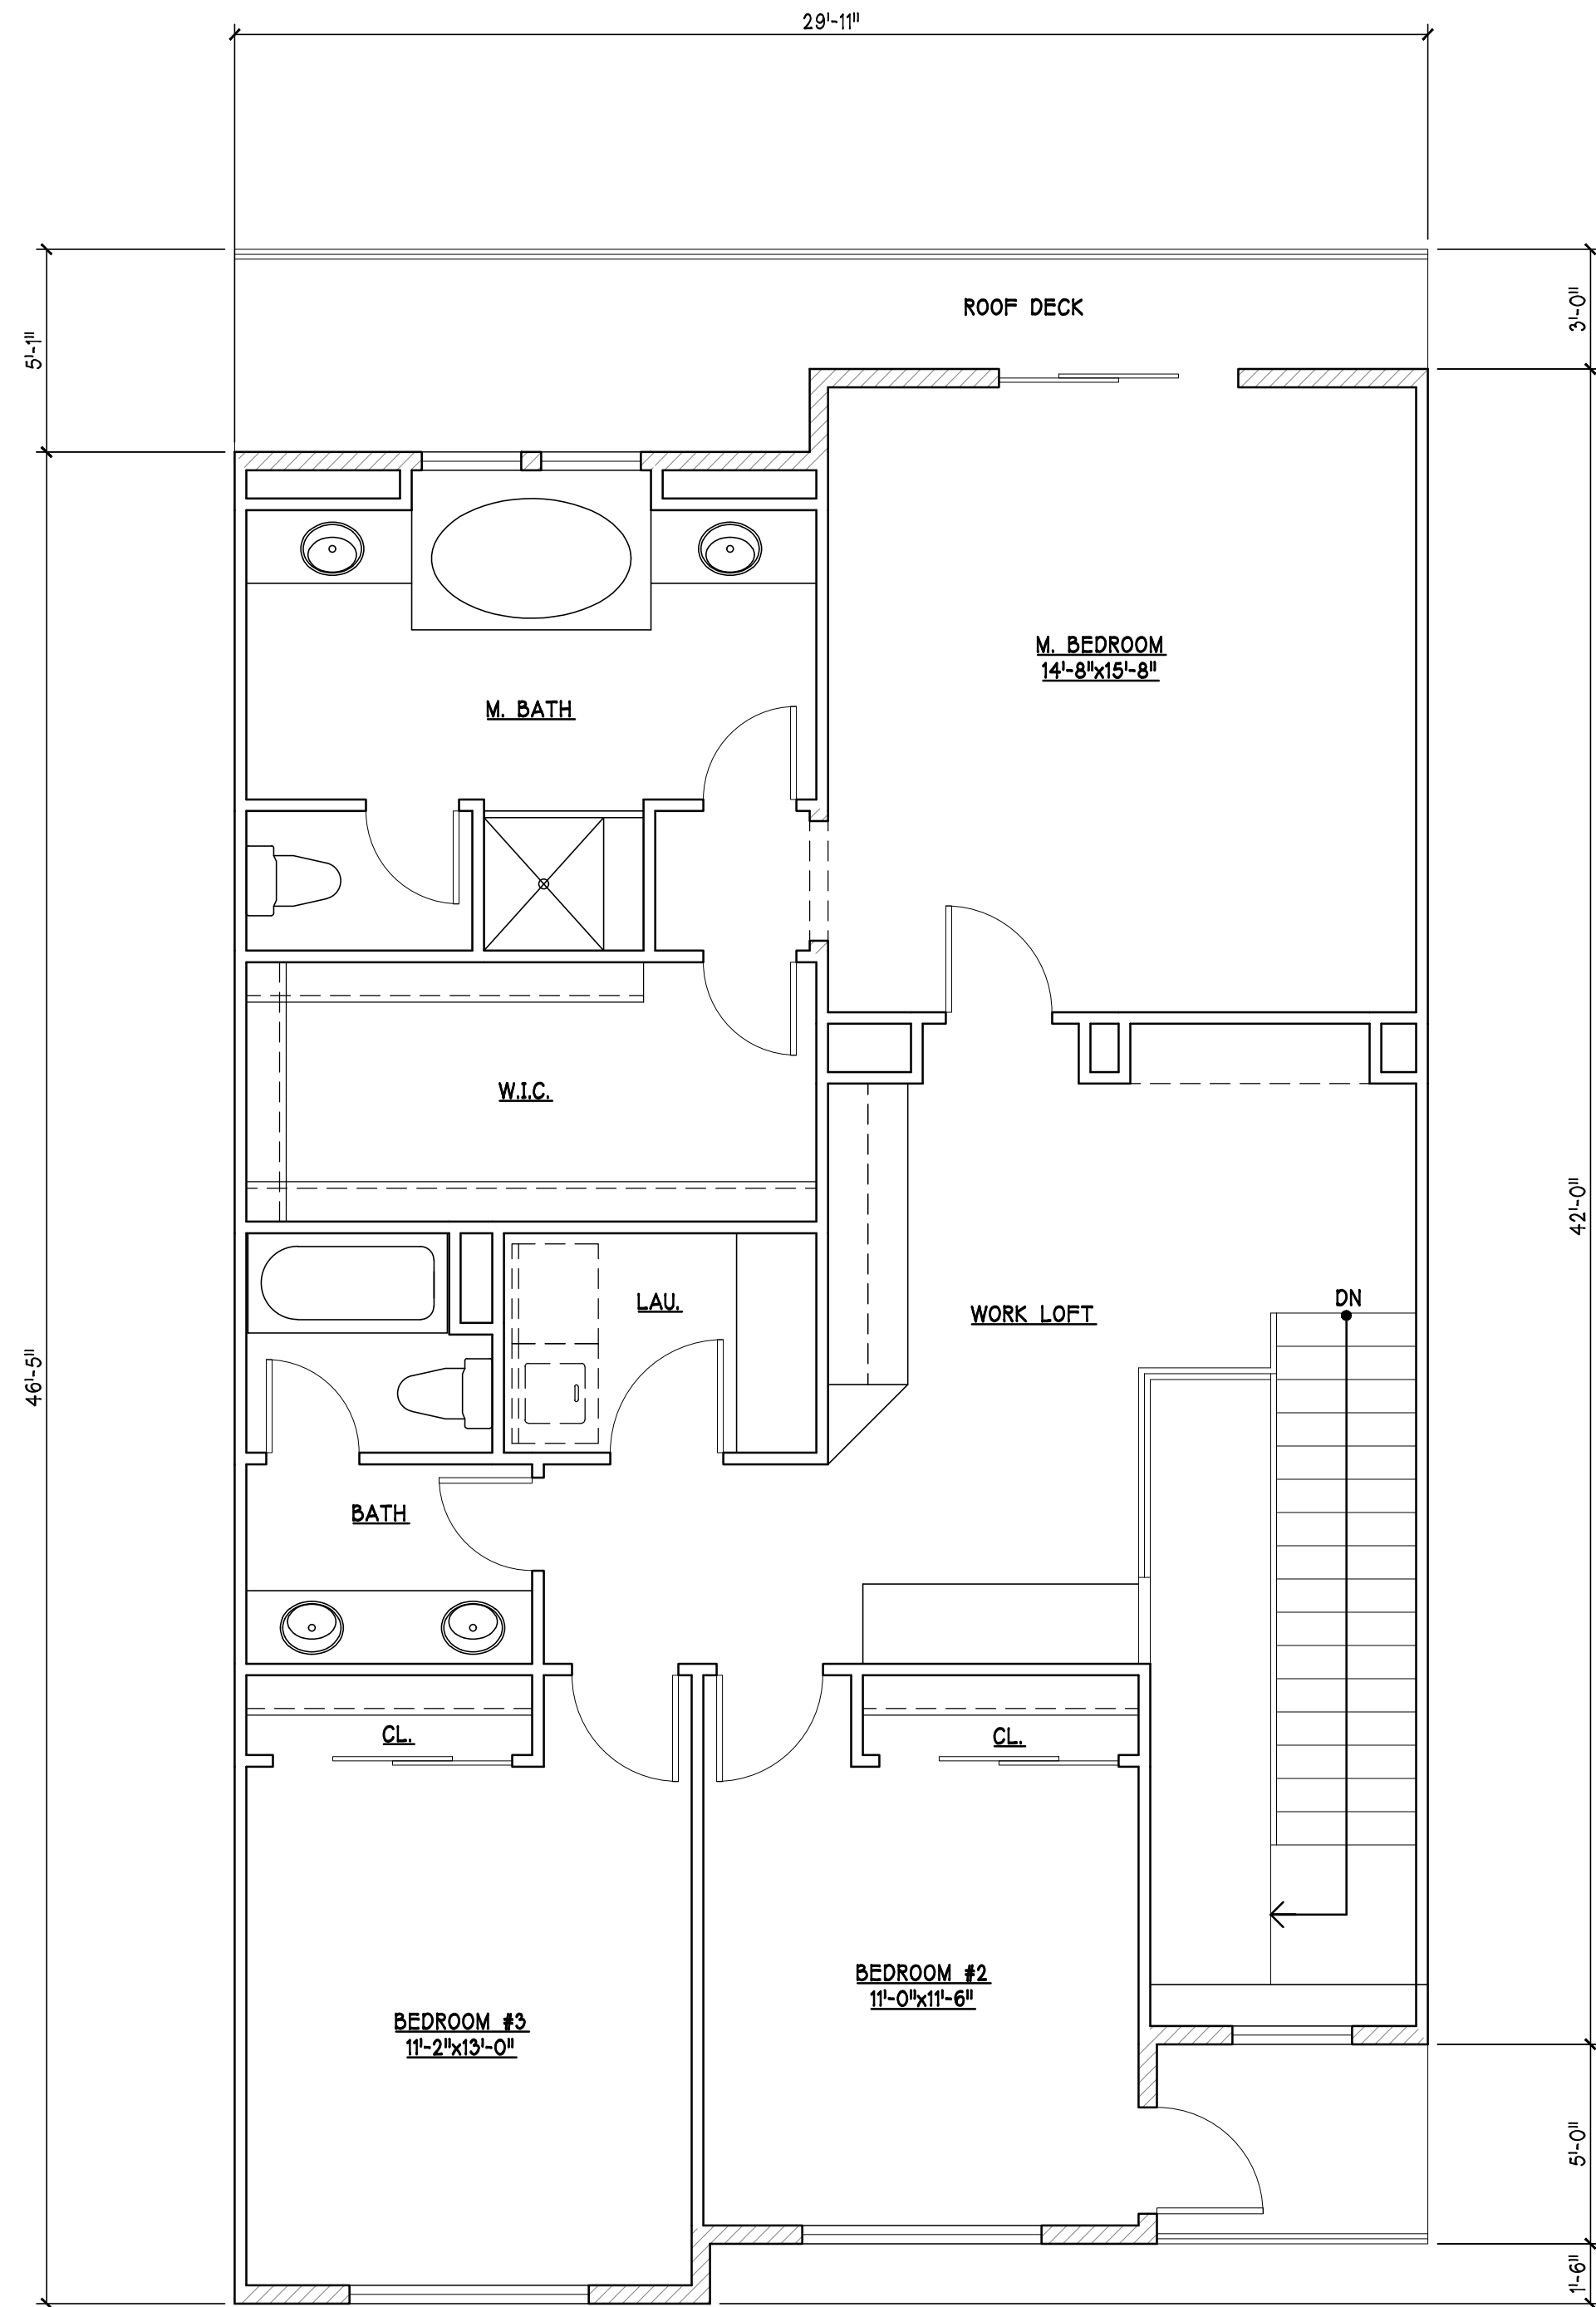 29'-11"
5'-1"
ROOF DECK
3'-0"
M. BEDROOM
14'-8"x15'-8"
M. BATH
W.I.C.
42'-0"
LAU.
DN
WORK LOFT
46'-5"
BATH
CL.
CL.
BEDROOM #2
11'-0"x11'-6"
BEDROOM #3
11'-2"x13'-0"
5'-0"
1'-6"